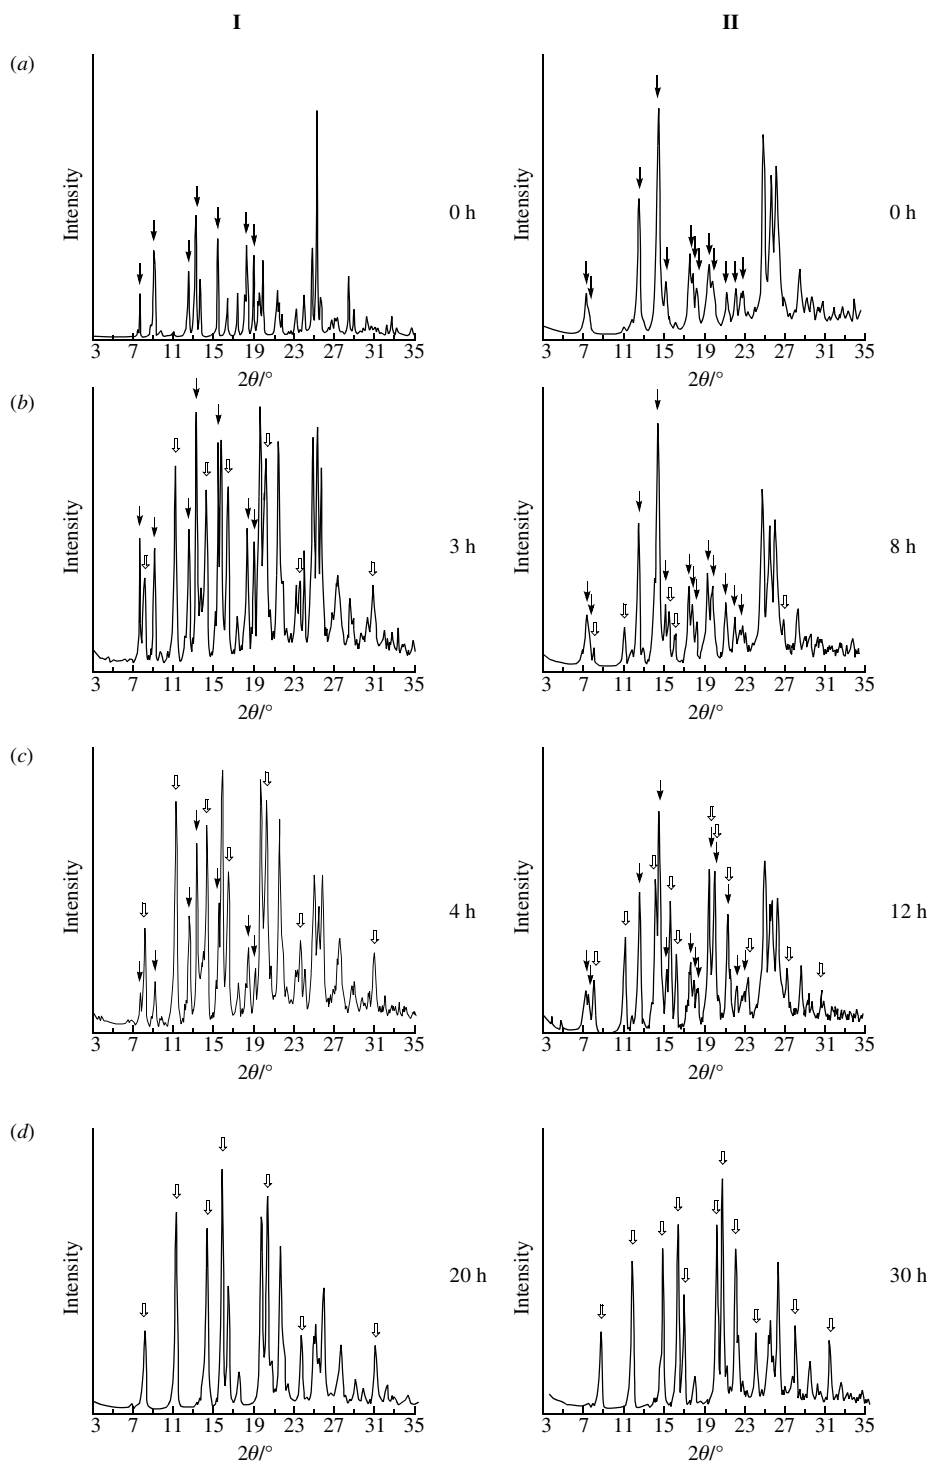 I II
(a)
Intensity Intensity
0 h 0 h
3 7 11 15 19 23 27 31 35 3 7 11 15 19 23 27 31 35
2θ/° 2θ/°
(b)
Intensity Intensity
3 h 8 h
3 7 11 15 19 23 27 31 35 3 7 11 15 19 23 27 31 35
2θ/° 2θ/°
(c)
Intensity Intensity
4 h 12 h
3 7 11 15 19 23 27 31 35 3 7 11 15 19 23 27 31 35
2θ/° 2θ/°
(d)
Intensity Intensity
20 h 30 h
3 7 11 15 19 23 27 31 35 3 7 11 15 19 23 27 31 35
2θ/° 2θ/°